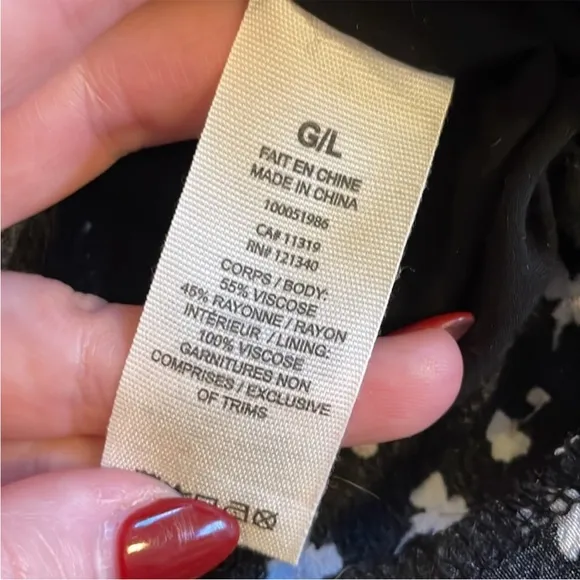 G/L
FAIT EN CHINE
MADE IN CHINA
100051986
CA# 11319
RN# 121340
CORPS / BODY:
55% VISCOSE
45% RAYONNE / RAYON
INTÉRIEUR / LINING:
100% VISCOSE
GARNITURES NON
COMPRISES / EXCLUSIVE
OF TRIMS